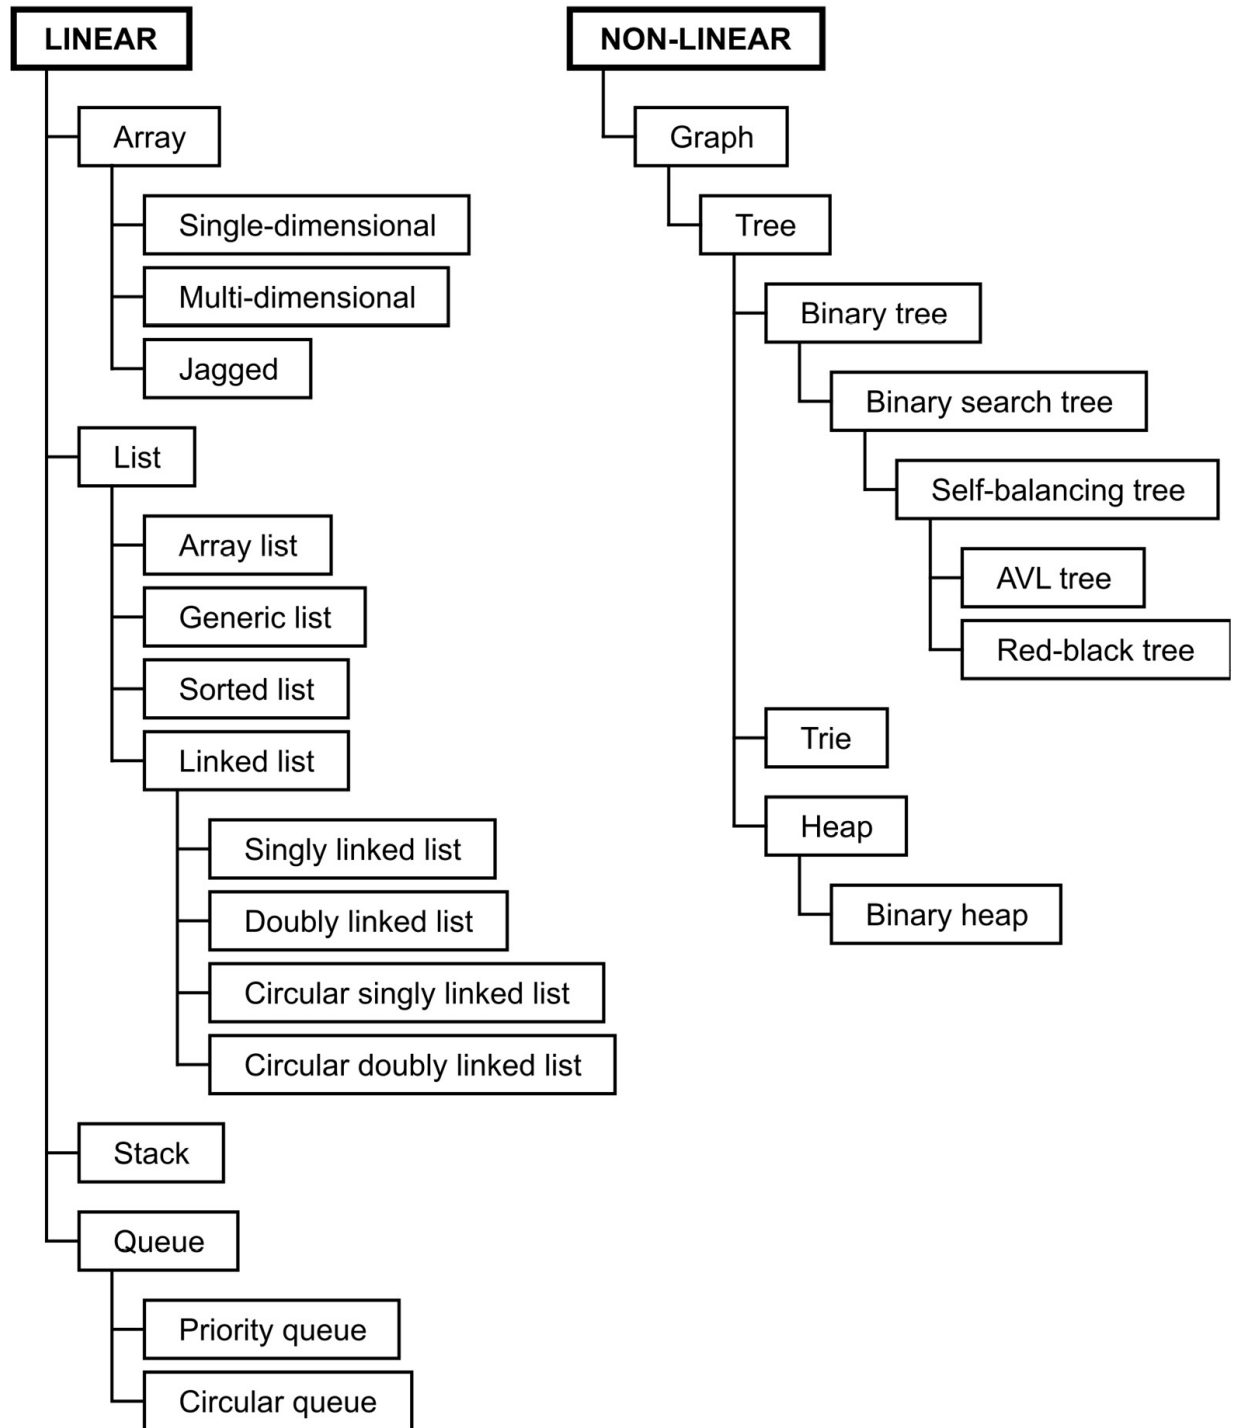 LINEAR
Array
Single-dimensional
Multi-dimensional
Jagged
List
Array list
Generic list
Sorted list
Linked list
Singly linked list
Doubly linked list
Circular singly linked list
Circular doubly linked list
Stack
Queue
Priority queue
Circular queue
NON-LINEAR
Graph
Tree
Binary tree
Binary search tree
Self-balancing tree
AVL tree
Red-black tree
Trie
Heap
Binary heap